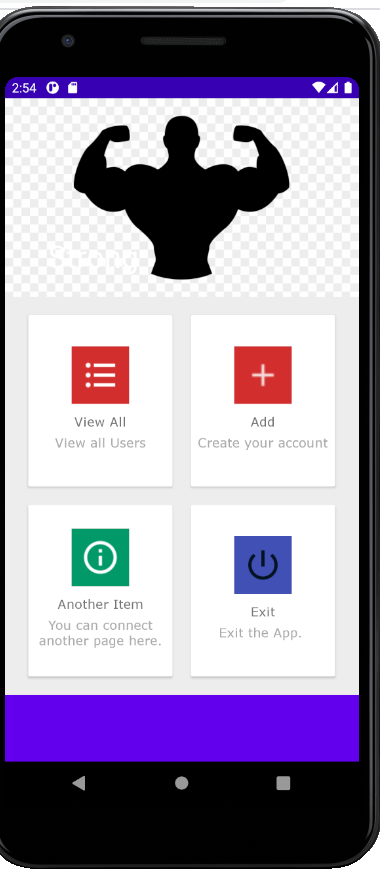 2:54
Strong
View All
View all Users
Add
Create your account
Another Item
You can connect
another page here.
Exit
Exit the App.